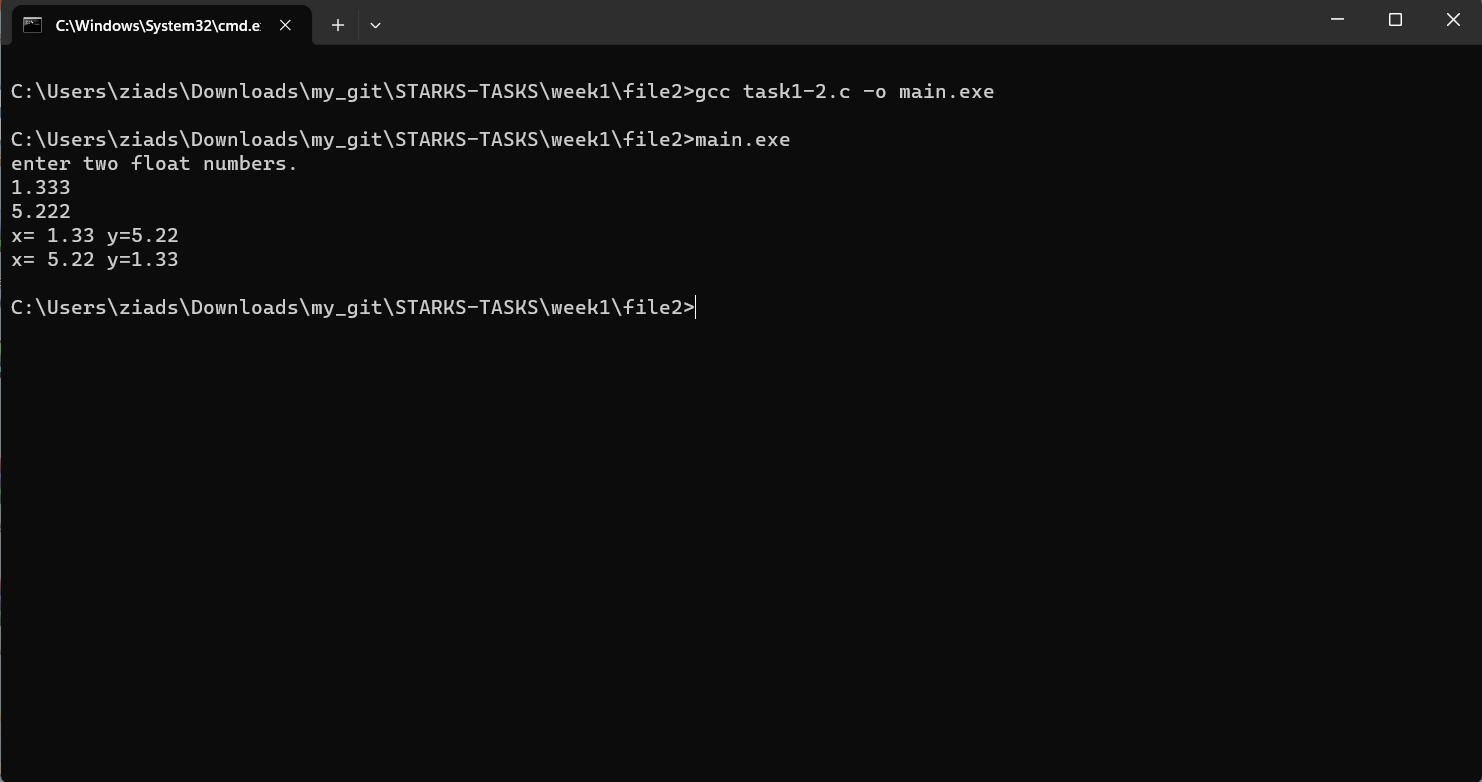 C:\Windows\System32\cmd.e
C:\Users\ziads\Downloads\my_git\STARKS-TASKS\week1\file2>gcc task1-2.c -o main.exe
C:\Users\ziads\Downloads\my_git\STARKS-TASKS\week1\file2>main.exe
enter two float numbers.
1.333
5.222
x= 1.33 y=5.22
x= 5.22 y=1.33
C:\Users\ziads\Downloads\my_git\STARKS-TASKS\week1\file2>